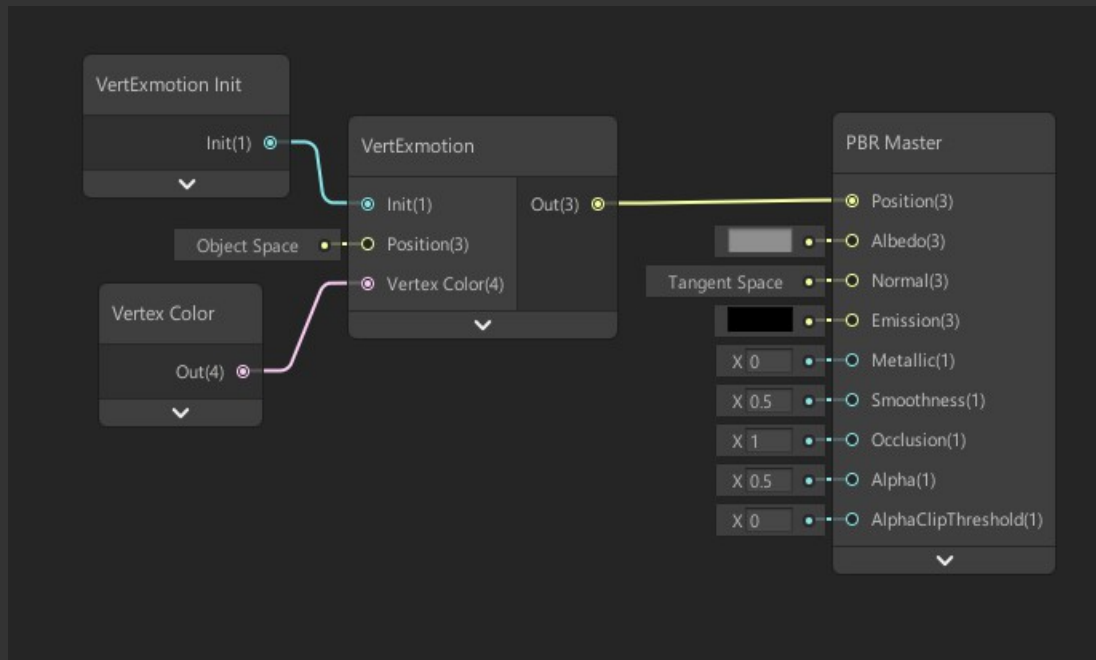 VertExmotion Init
Init(1)
VertExmotion
Init(1)
Out(3)
Object Space
Position(3)
Vertex Color(4)
Vertex Color
Out(4)
PBR Master
Position(3)
Albedo(3)
Tangent Space
Normal(3)
Emission(3)
X 0
Metallic(1)
X 0.5
Smoothness(1)
X 1
Occlusion(1)
X 0.5
Alpha(1)
X 0
AlphaClipThreshold(1)